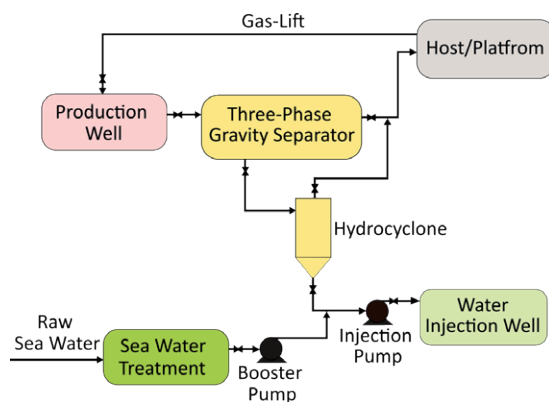 Gas-Lift
Host/Platfrom
Production
Well
Three-Phase
Gravity Separator
Hydrocyclone
Water
Injection Well
Injection
Pump
Raw
Sea Water
Sea Water
Treatment
Booster
Pump